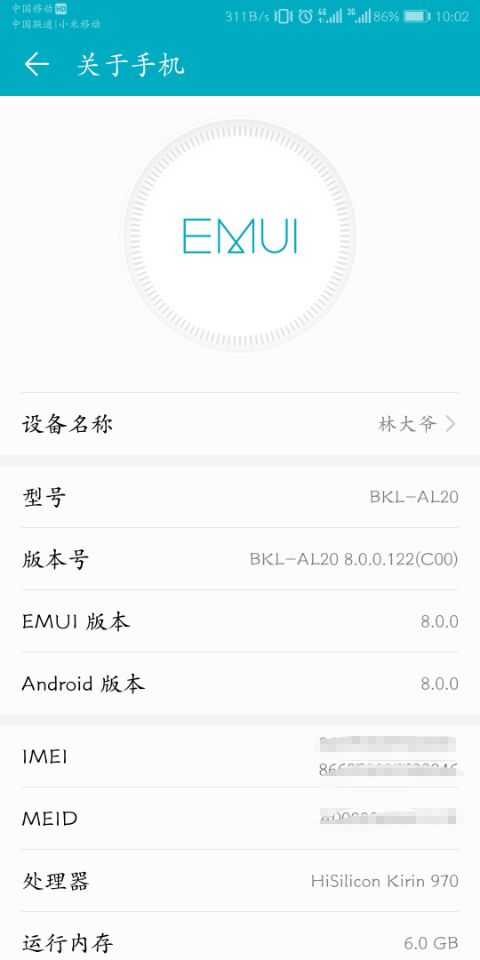 中国移动 HD
中国联通|小米移动
311B/s 4G 3G 86% 10:02
关于手机
EMUI
设备名称 林大爷
型号 BKL-AL20
版本号 BKL-AL20 8.0.0.122(C00)
EMUI 版本 8.0.0
Android 版本 8.0.0
IMEI
MEID
处理器 HiSilicon Kirin 970
运行内存 6.0 GB